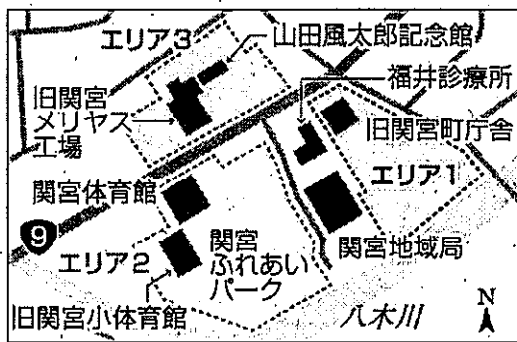 エリア3
山田風太郎記念館
福井診療所
旧関宮
メリヤス
工場
旧関宮町庁舎
関宮体育館
エリア1
9
エリア2
関宮
ふれあい
パーク
関宮地域局
旧関宮小体育館
八木川
N